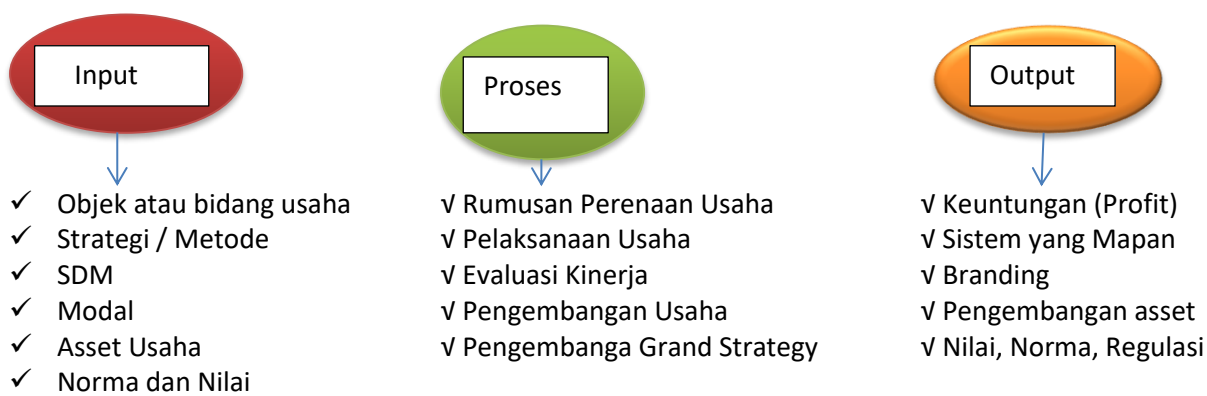 Input
✓ Objek atau bidang usaha
✓ Strategi / Metode
✓ SDM
✓ Modal
✓ Asset Usaha
✓ Norma dan Nilai
Proses
√ Rumusan Perenaan Usaha
√ Pelaksanaan Usaha
√ Evaluasi Kinerja
√ Pengembangan Usaha
√ Pengembanga Grand Strategy
Output
√ Keuntungan (Profit)
√ Sistem yang Mapan
√ Branding
√ Pengembangan asset
√ Nilai, Norma, Regulasi